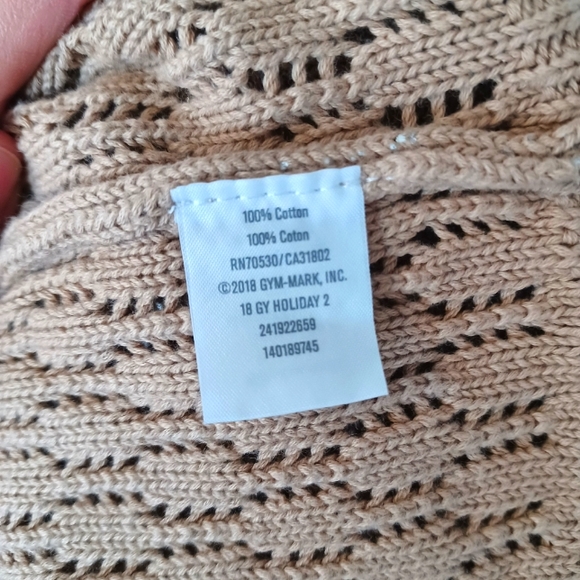 100% Cotton
100% Coton
RN70530/CA31802
©2018 GYM-MARK, INC.
18 GY HOLIDAY 2
241922659
140189745